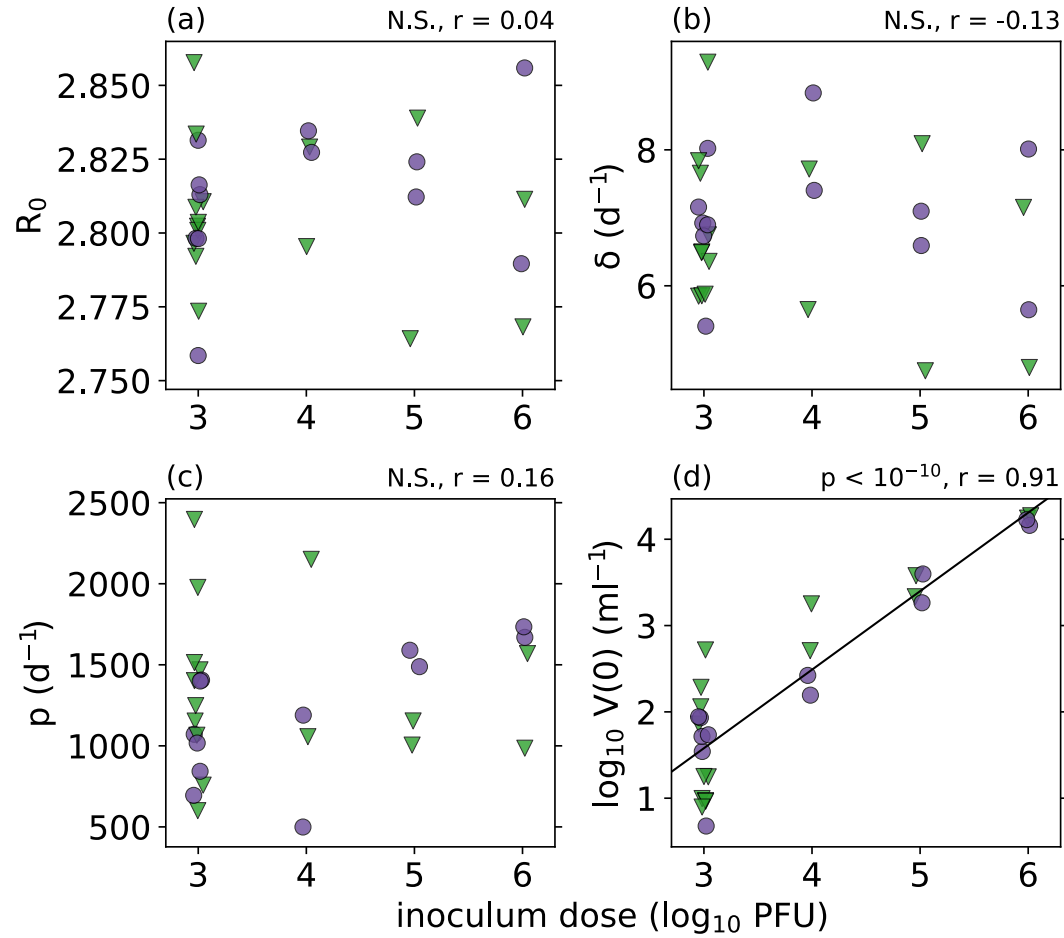 (a) N.S., r = 0.04
R₀
2.850
2.825
2.800
2.775
2.750
3 4 5 6
(b) N.S., r = -0.13
δ (d⁻¹)
8
6
3 4 5 6
(c) N.S., r = 0.16
p (d⁻¹)
2500
2000
1500
1000
500
3 4 5 6
(d) p < 10⁻¹⁰, r = 0.91
log₁₀ V(0) (ml⁻¹)
4
3
2
1
3 4 5 6
inoculum dose (log₁₀ PFU)